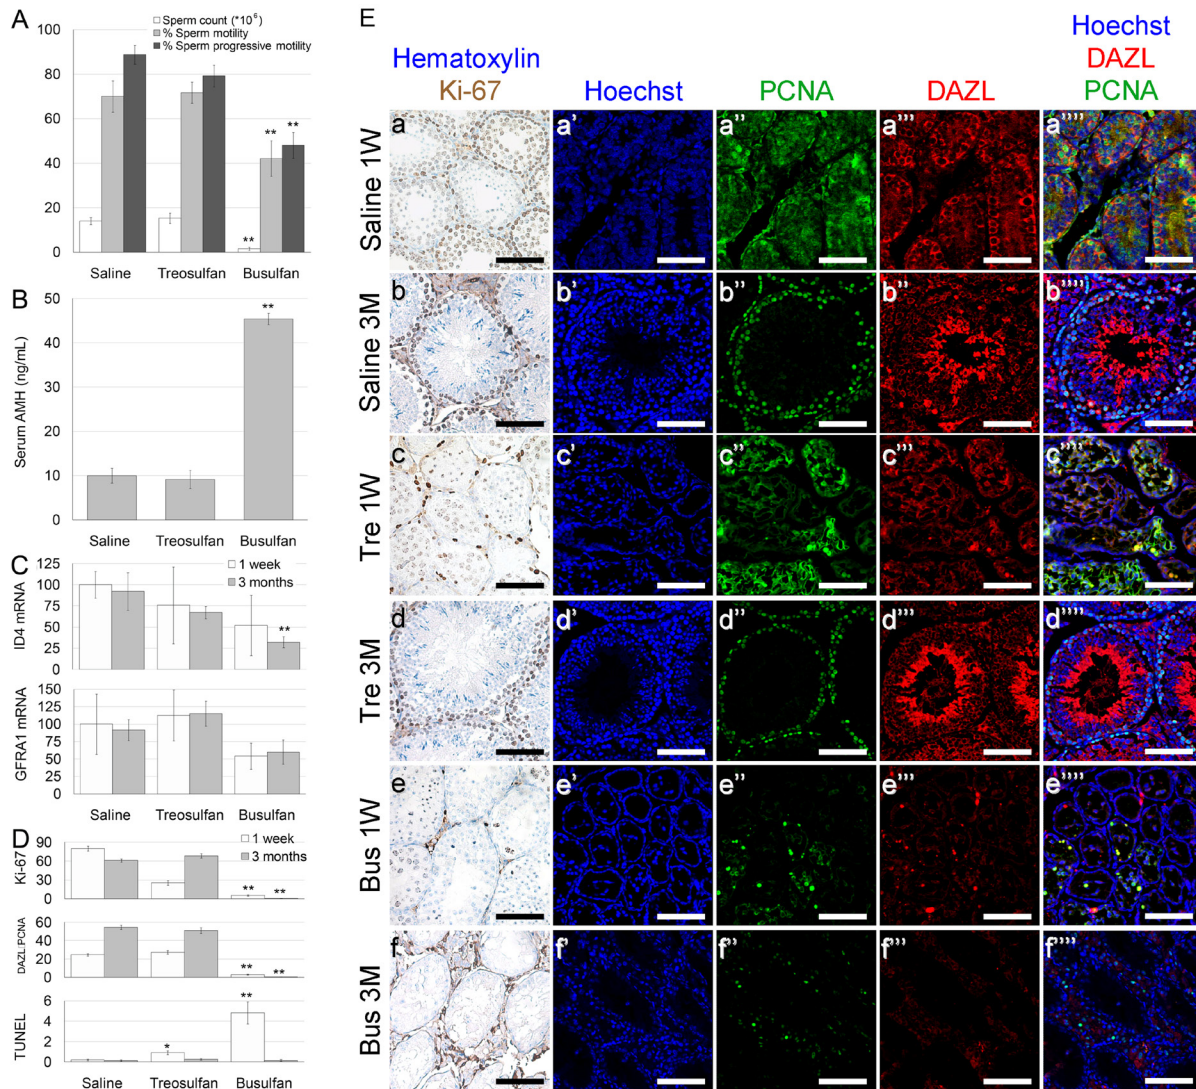 A
Sperm count (*10⁶)
% Sperm motility
% Sperm progressive motility
100
80
60
40
20
0
**
**
**
Saline Treosulfan Busulfan
B
Serum AMH (ng/mL)
50
40
30
20
10
0
**
Saline Treosulfan Busulfan
C
1 week
3 months
ID4 mRNA
125
100
75
50
25
0
**
GFRA1 mRNA
150
125
100
75
50
25
0
Saline Treosulfan Busulfan
D
1 week
3 months
Ki-67
90
60
30
0
** **
DAZL:PCNA
60
40
20
0
** **
TUNEL
6
4
2
0
*
**
Saline Treosulfan Busulfan
E
Hematoxylin
Ki-67
Hoechst
PCNA
DAZL
Hoechst
DAZL
PCNA
Saline 1W
a a' a'' a''' a''''
Saline 3M
b b' b'' b'' b''''
Tre 1W
c c' c'' c''' c''''
Tre 3M
d d' d'' d''' d''''
Bus 1W
e e' e'' e''' e''''
Bus 3M
f f' f'' f''' f''''